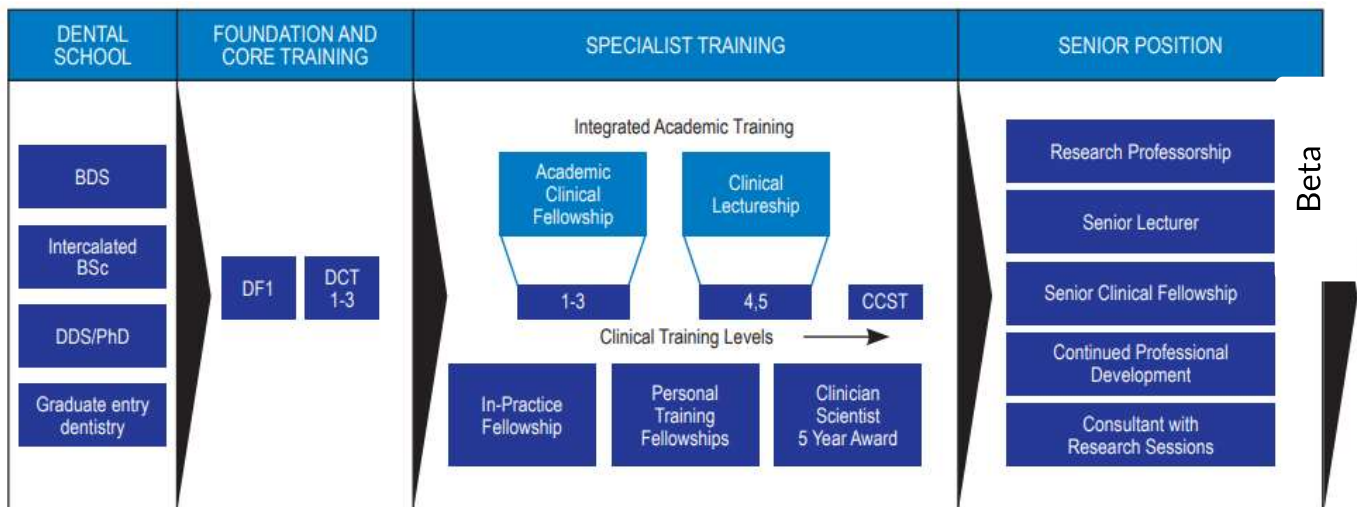 DENTAL
SCHOOL
FOUNDATION AND
CORE TRAINING
SPECIALIST TRAINING
SENIOR POSITION
BDS
Intercalated
BSc
DDS/PhD
Graduate entry
dentistry
DF1
DCT
1-3
Integrated Academic Training
Academic
Clinical
Fellowship
Clinical
Lectureship
1-3
4,5
CCST
Clinical Training Levels
In-Practice
Fellowship
Personal
Training
Fellowships
Clinician
Scientist
5 Year Award
Research Professorship
Senior Lecturer
Senior Clinical Fellowship
Continued Professional
Development
Consultant with
Research Sessions
Beta